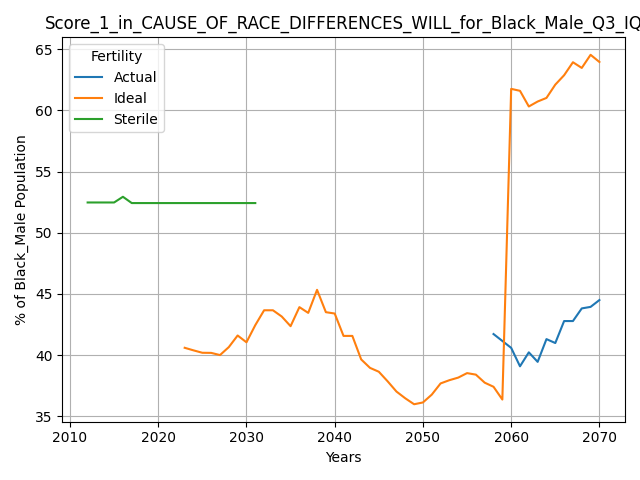 Score_1_in_CAUSE_OF_RACE_DIFFERENCES_WILL_for_Black_Male_Q3_IQ
Fertility
Actual
Ideal
Sterile
% of Black_Male Population
65
60
55
50
45
40
35
2010 2020 2030 2040 2050 2060 2070
Years